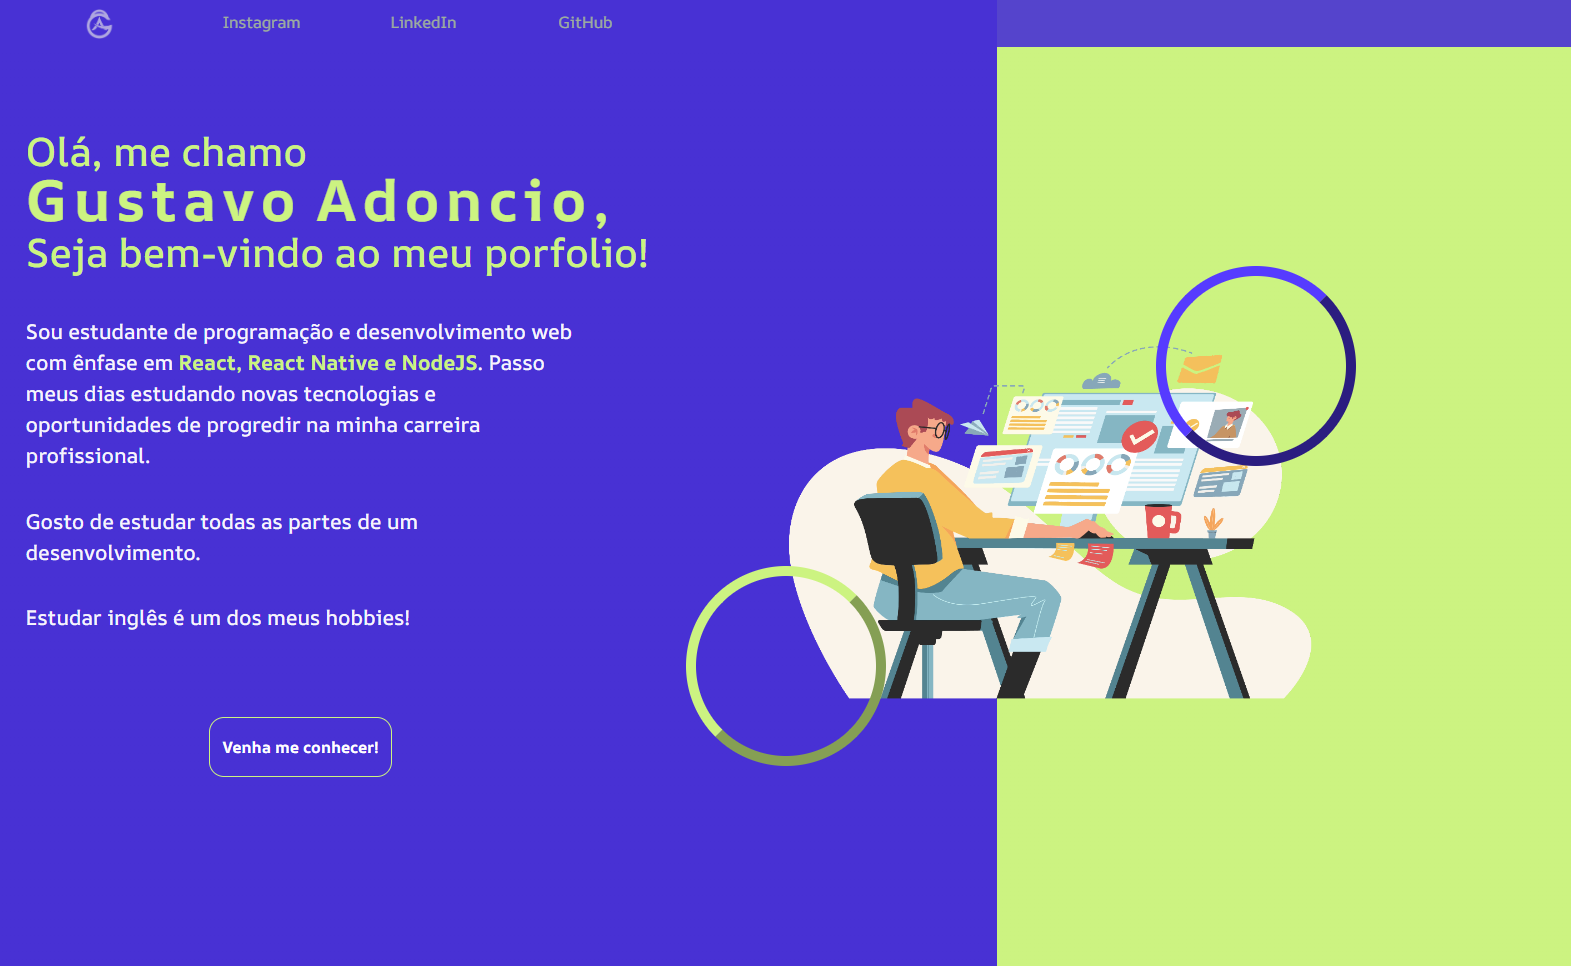 Instagram
LinkedIn
GitHub
Olá, me chamo
Gustavo Adoncio,
Seja bem-vindo ao meu porfolio!
Sou estudante de programação e desenvolvimento web
com ênfase em React, React Native e NodeJS. Passo
meus dias estudando novas tecnologias e
oportunidades de progredir na minha carreira
profissional.
Gosto de estudar todas as partes de um
desenvolvimento.
Estudar inglês é um dos meus hobbies!
Venha me conhecer!